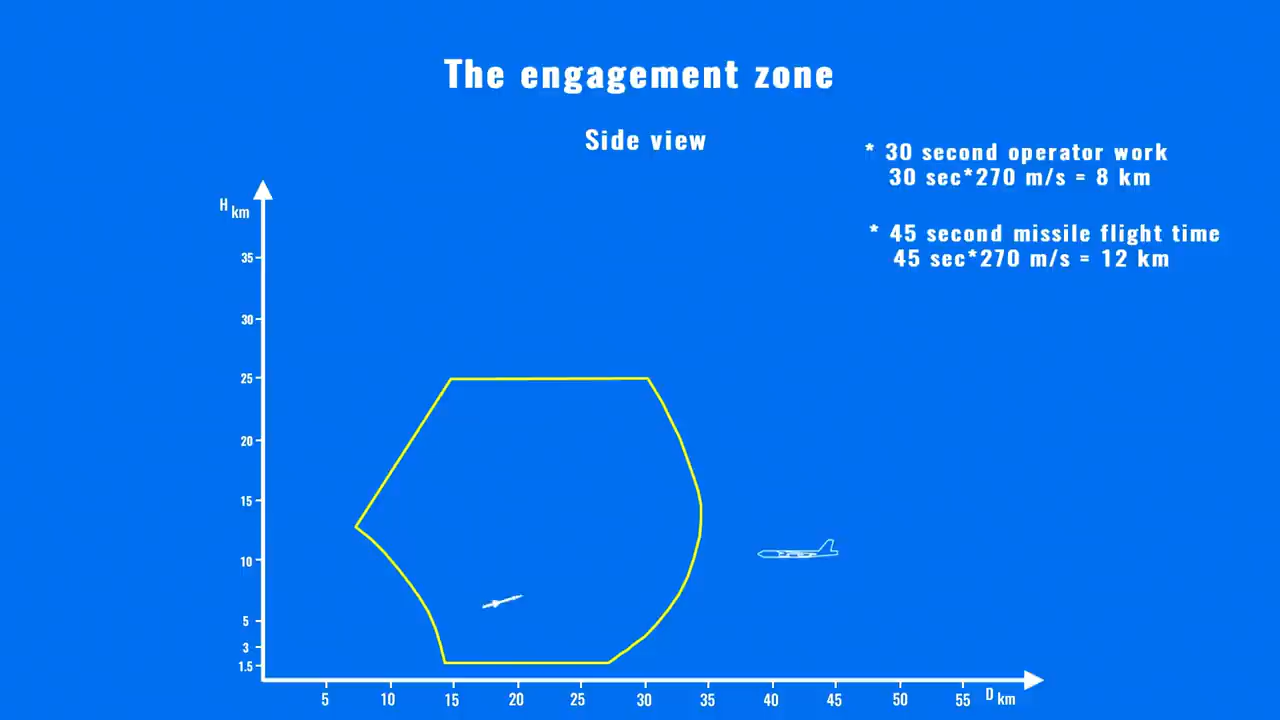 The engagement zone
Side view
* 30 second operator work
30 sec*270 m/s = 8 km
* 45 second missile flight time
45 sec*270 m/s = 12 km
H km
35
30
25
20
15
10
5
3
1.5
5 10 15 20 25 30 35 40 45 50 55 D km